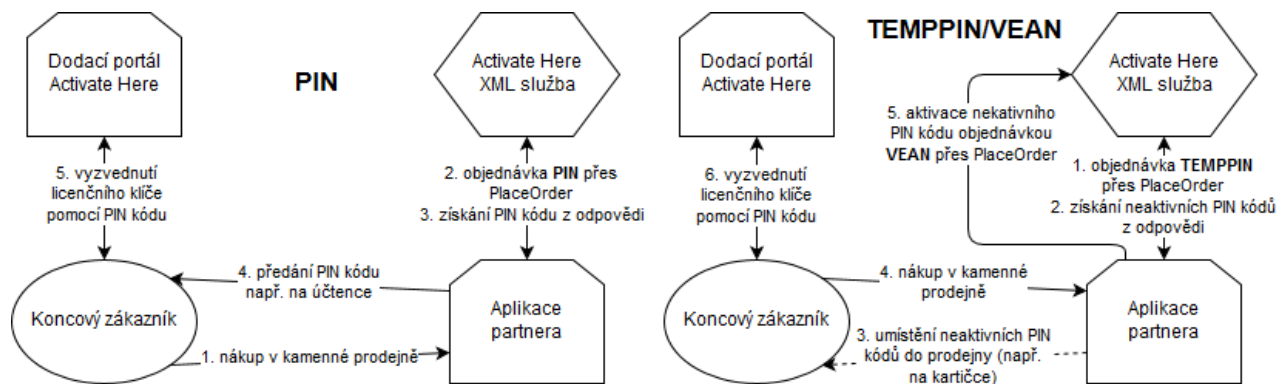 Dodací portál
Activate Here
PIN
Activate Here
XML služba
5. vyzvednutí
licenčního klíče
pomocí PIN kódu
2. objednávka PIN přes
PlaceOrder
3. získání PIN kódu z odpovědi
4. předání PIN kódu
např. na účtence
Koncový zákazník
Aplikace
partnera
1. nákup v kamenné prodejně
TEMPPIN/VEAN
Dodací portál
Activate Here
Activate Here
XML služba
5. aktivace nekativního
PIN kódu objednávkou
VEAN přes PlaceOrder
6. vyzvednutí
licenčního klíče
pomocí PIN kódu
1. objednávka TEMPPIN
přes PlaceOrder
2. získání neaktivních PIN kódů
z odpovědi
4. nákup v kamenné
prodejně
Koncový zákazník
Aplikace
partnera
3. umístění neaktivních PIN
kódů do prodejny (např.
na kartičce)